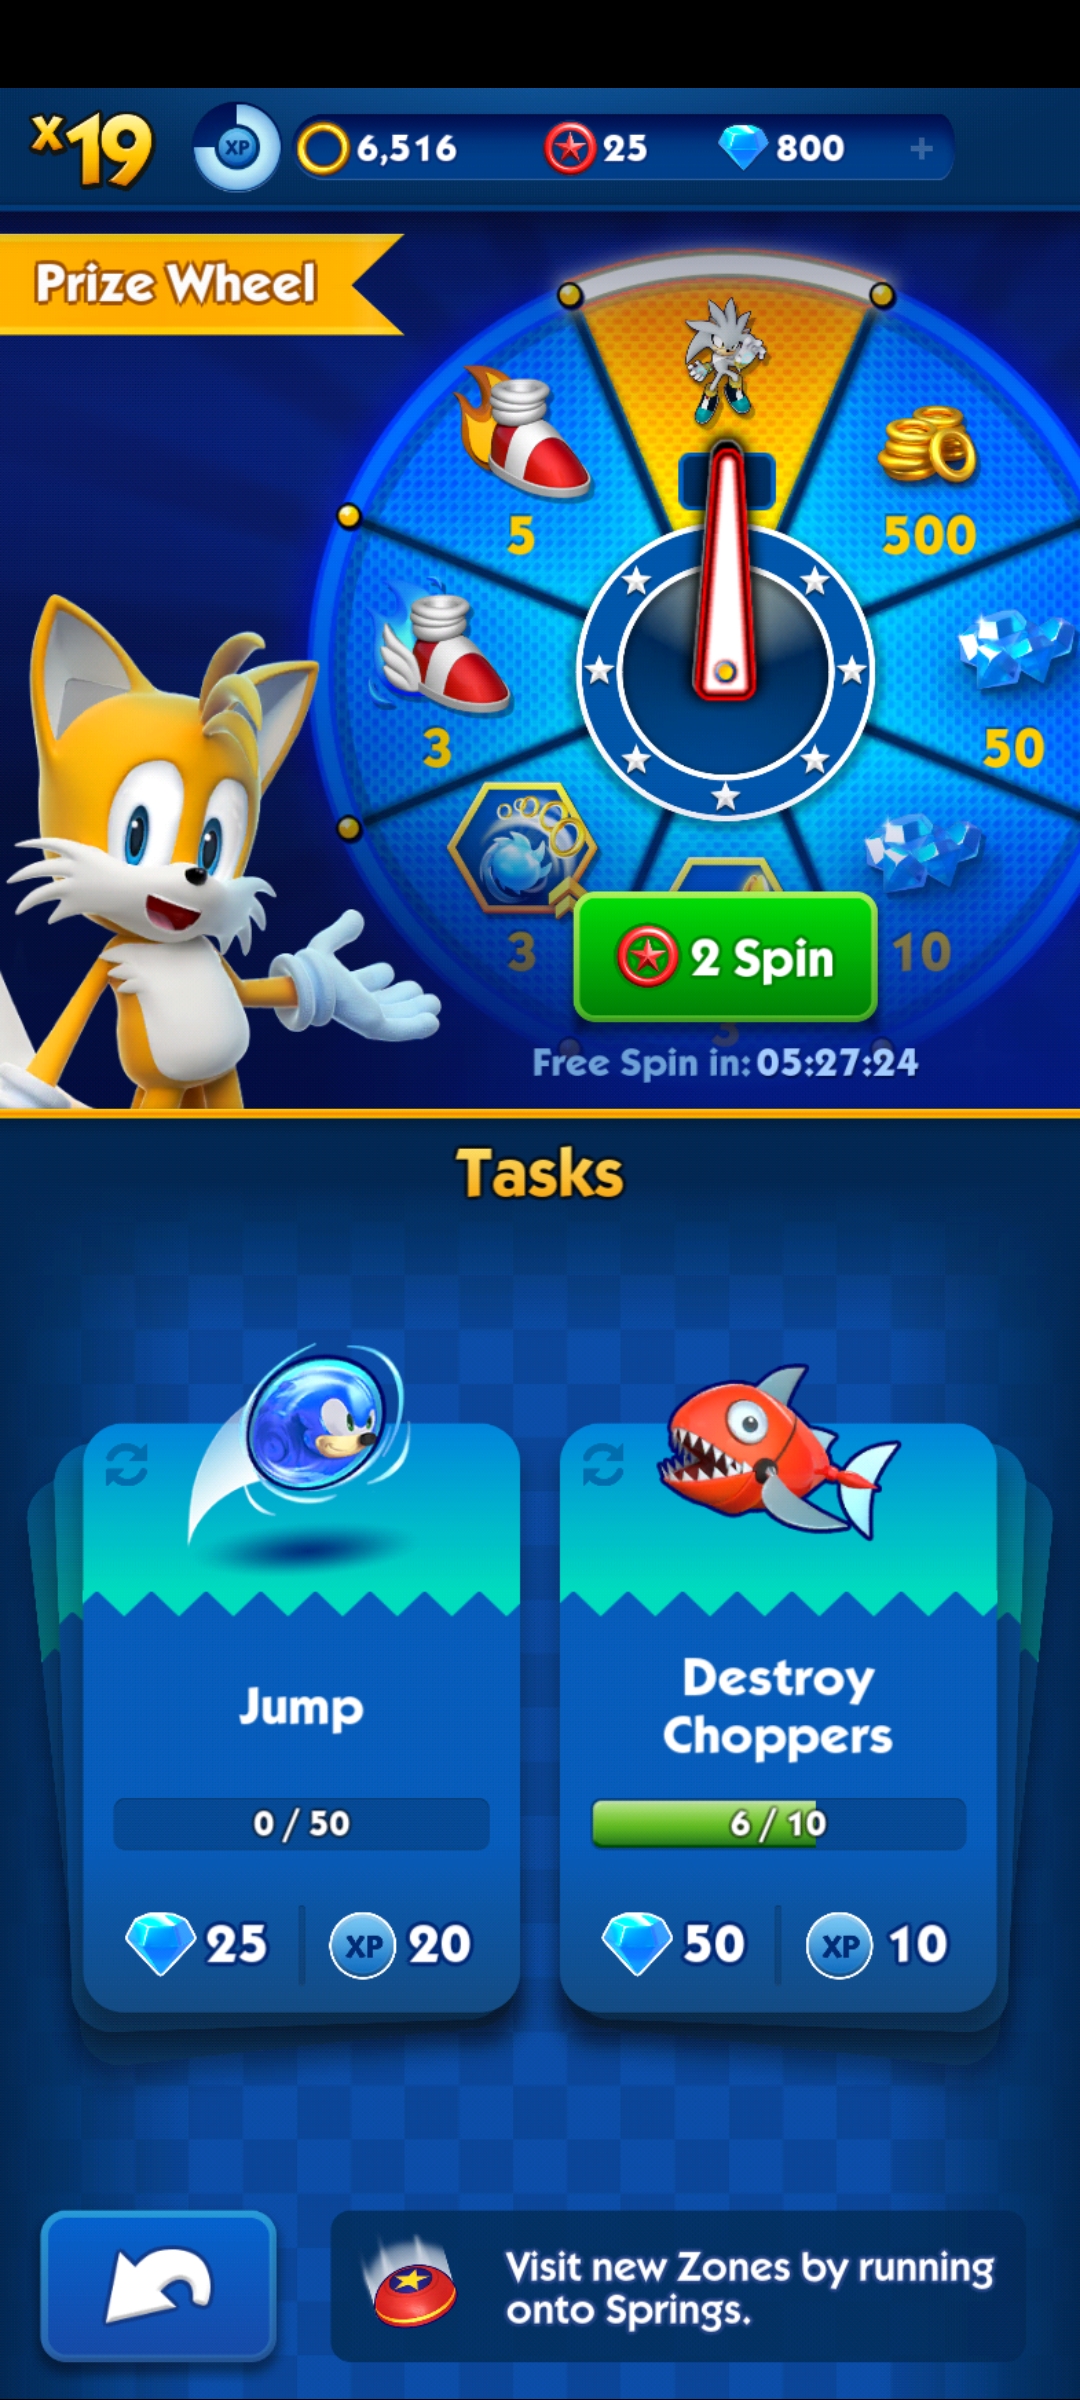 x19
XP
6,516
25
800
+
Prize Wheel
5
500
3
50
3
10
2 Spin
3
Free Spin in: 05:27:24
Tasks
Jump
0 / 50
25
XP
20
Destroy
Choppers
6 / 10
50
XP
10
Visit new Zones by running
onto Springs.